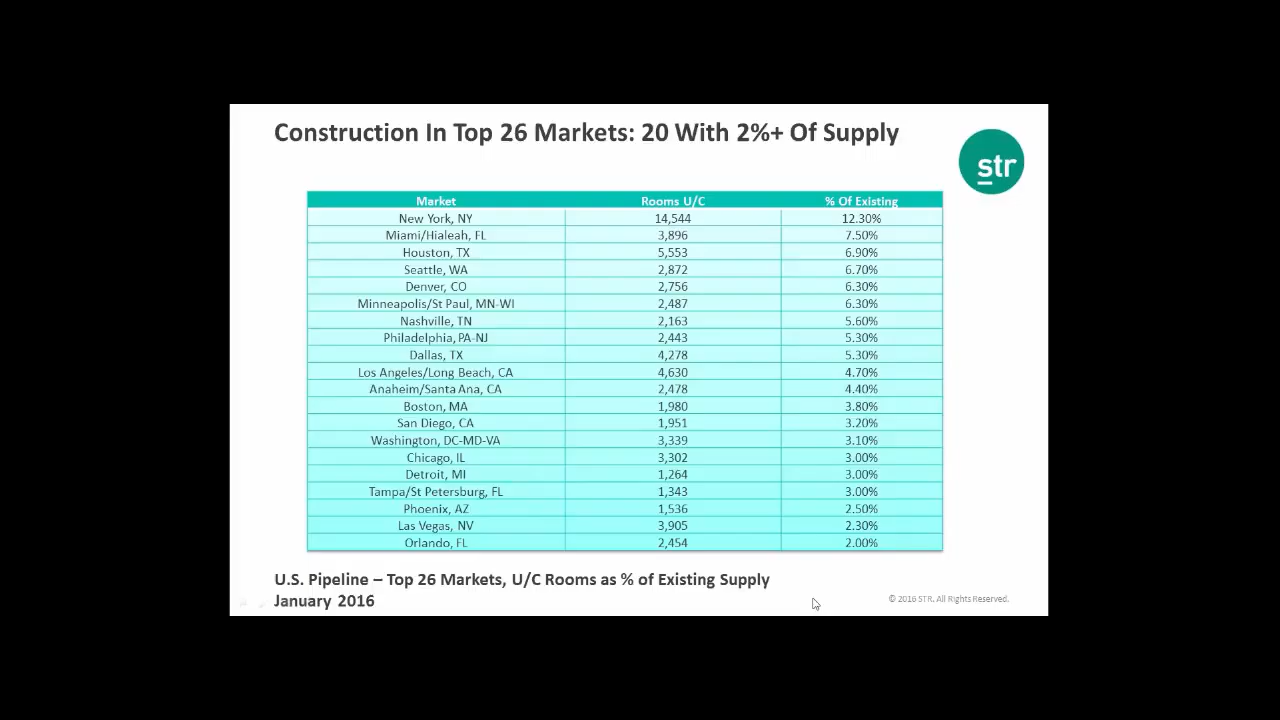 Construction In Top 26 Markets: 20 With 2%+ Of Supply
str
Market Rooms U/C % Of Existing
New York, NY 14,544 12.30%
Miami/Hialeah, FL 3,896 7.50%
Houston, TX 5,553 6.90%
Seattle, WA 2,872 6.70%
Denver, CO 2,756 6.30%
Minneapolis/St Paul, MN-WI 2,487 6.30%
Nashville, TN 2,163 5.60%
Philadelphia, PA-NJ 2,443 5.30%
Dallas, TX 4,278 5.30%
Los Angeles/Long Beach, CA 4,630 4.70%
Anaheim/Santa Ana, CA 2,478 4.40%
Boston, MA 1,980 3.80%
San Diego, CA 1,951 3.20%
Washington, DC-MD-VA 3,339 3.10%
Chicago, IL 3,302 3.00%
Detroit, MI 1,264 3.00%
Tampa/St Petersburg, FL 1,343 3.00%
Phoenix, AZ 1,536 2.50%
Las Vegas, NV 3,905 2.30%
Orlando, FL 2,454 2.00%
U.S. Pipeline – Top 26 Markets, U/C Rooms as % of Existing Supply
January 2016
© 2016 STR. All Rights Reserved.